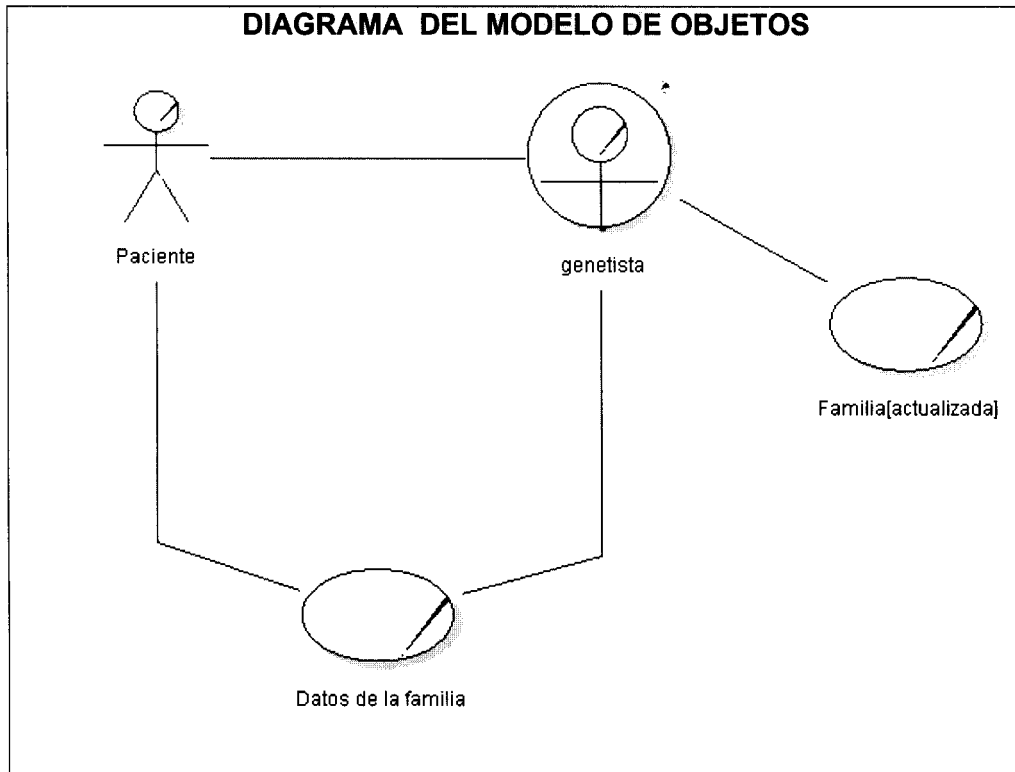 DIAGRAMA DEL MODELO DE OBJETOS
Paciente
genetista
Familia[actualizada]
Datos de la familia